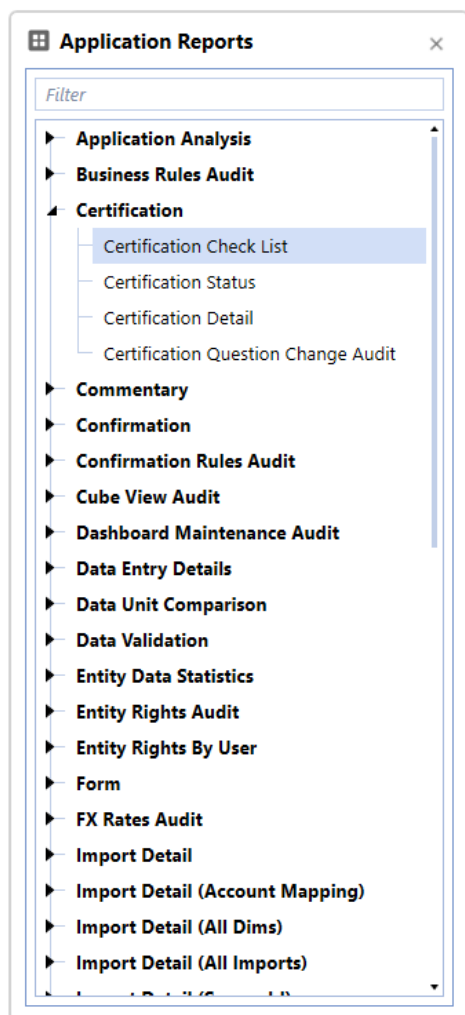 Application Reports
Filter
Application Analysis
Business Rules Audit
Certification
Certification Check List
Certification Status
Certification Detail
Certification Question Change Audit
Commentary
Confirmation
Confirmation Rules Audit
Cube View Audit
Dashboard Maintenance Audit
Data Entry Details
Data Unit Comparison
Data Validation
Entity Data Statistics
Entity Rights Audit
Entity Rights By User
Form
FX Rates Audit
Import Detail
Import Detail (Account Mapping)
Import Detail (All Dims)
Import Detail (All Imports)
Import Detail